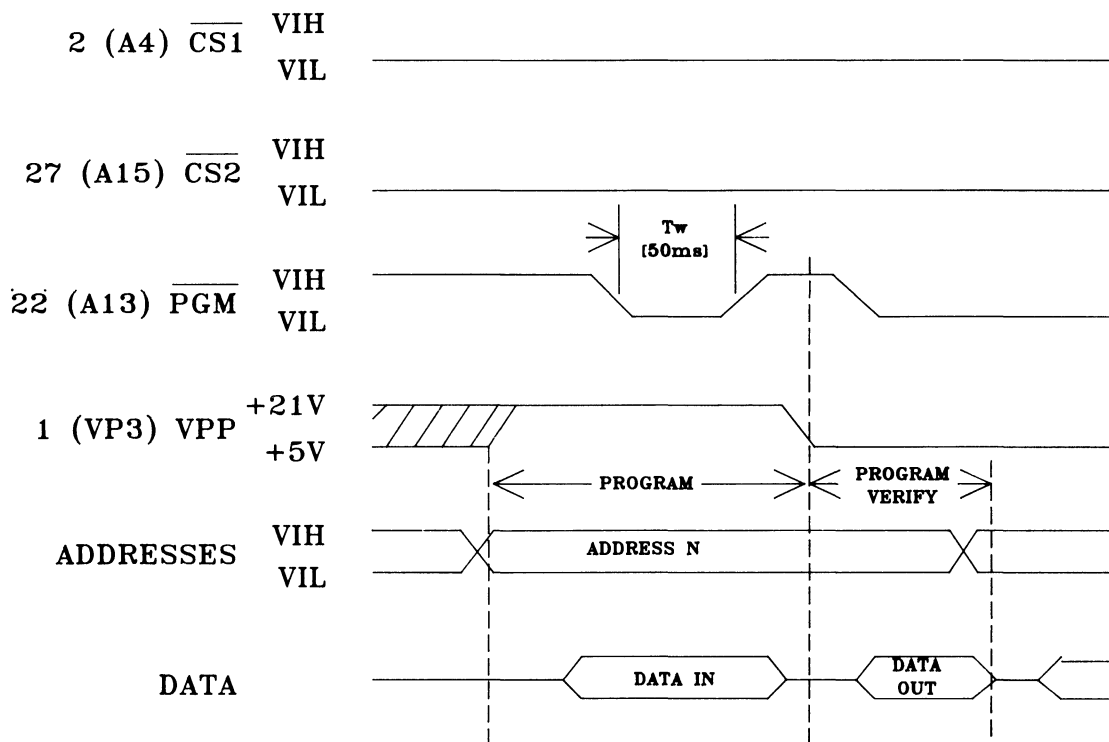 2 (A4) CS1 VIH
VIL
27 (A15) CS2 VIH
VIL
Tw
[50ms]
22 (A13) PGM VIH
VIL
1 (VP3) VPP +21V
+5V
PROGRAM
PROGRAM
VERIFY
ADDRESSES VIH
VIL
ADDRESS N
DATA
DATA IN
DATA
OUT